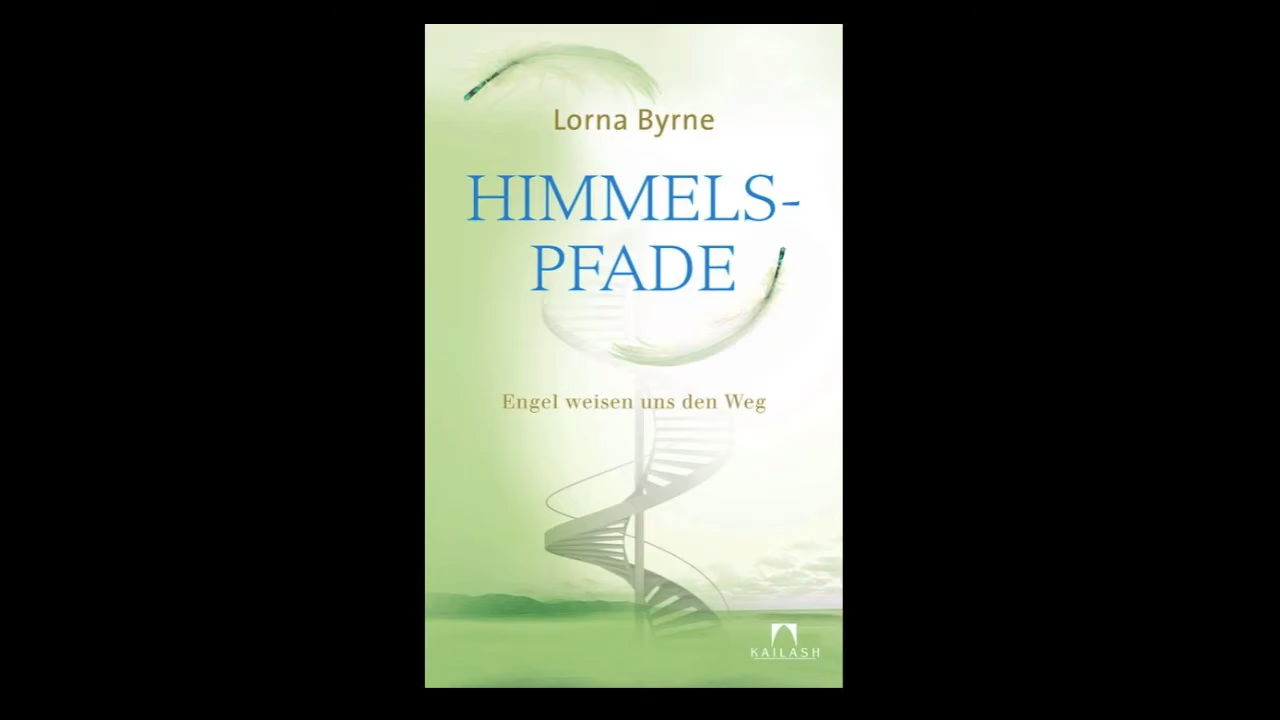 Lorna Byrne
HIMMELS-
PFADE
Engel weisen uns den Weg
KAILASH